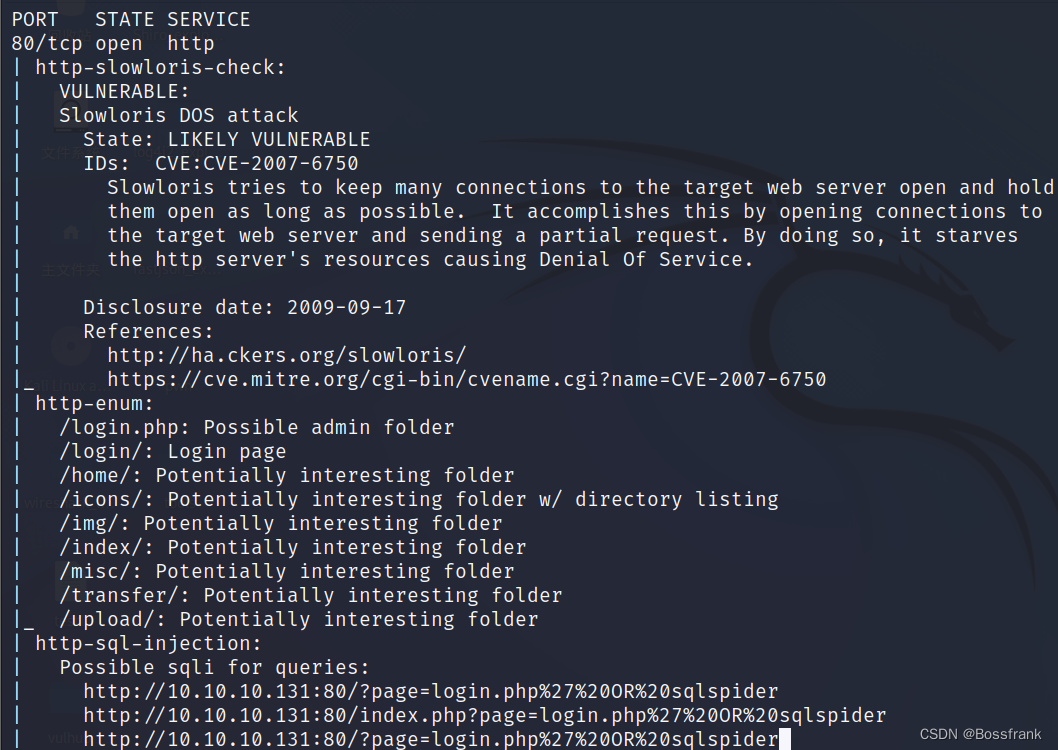 PORT   STATE SERVICE
80/tcp open  http
| http-slowloris-check:
|   VULNERABLE:
|   Slowloris DOS attack
|     State: LIKELY VULNERABLE
|     IDs:  CVE:CVE-2007-6750
|       Slowloris tries to keep many connections to the target web server open and hold
|       them open as long as possible.  It accomplishes this by opening connections to
|       the target web server and sending a partial request. By doing so, it starves
|       the http server's resources causing Denial Of Service.
|
|     Disclosure date: 2009-09-17
|     References:
|       http://ha.ckers.org/slowloris/
|_      https://cve.mitre.org/cgi-bin/cvename.cgi?name=CVE-2007-6750
| http-enum:
|   /login.php: Possible admin folder
|   /login/: Login page
|   /home/: Potentially interesting folder
|   /icons/: Potentially interesting folder w/ directory listing
|   /img/: Potentially interesting folder
|   /index/: Potentially interesting folder
|   /misc/: Potentially interesting folder
|   /transfer/: Potentially interesting folder
|_  /upload/: Potentially interesting folder
| http-sql-injection:
|   Possible sqli for queries:
|     http://10.10.10.131:80/?page=login.php%27%20OR%20sqlspider
|     http://10.10.10.131:80/index.php?page=login.php%27%20OR%20sqlspider
|     http://10.10.10.131:80/?page=login.php%27%20OR%20sqlspider
CSDN @Bossfrank